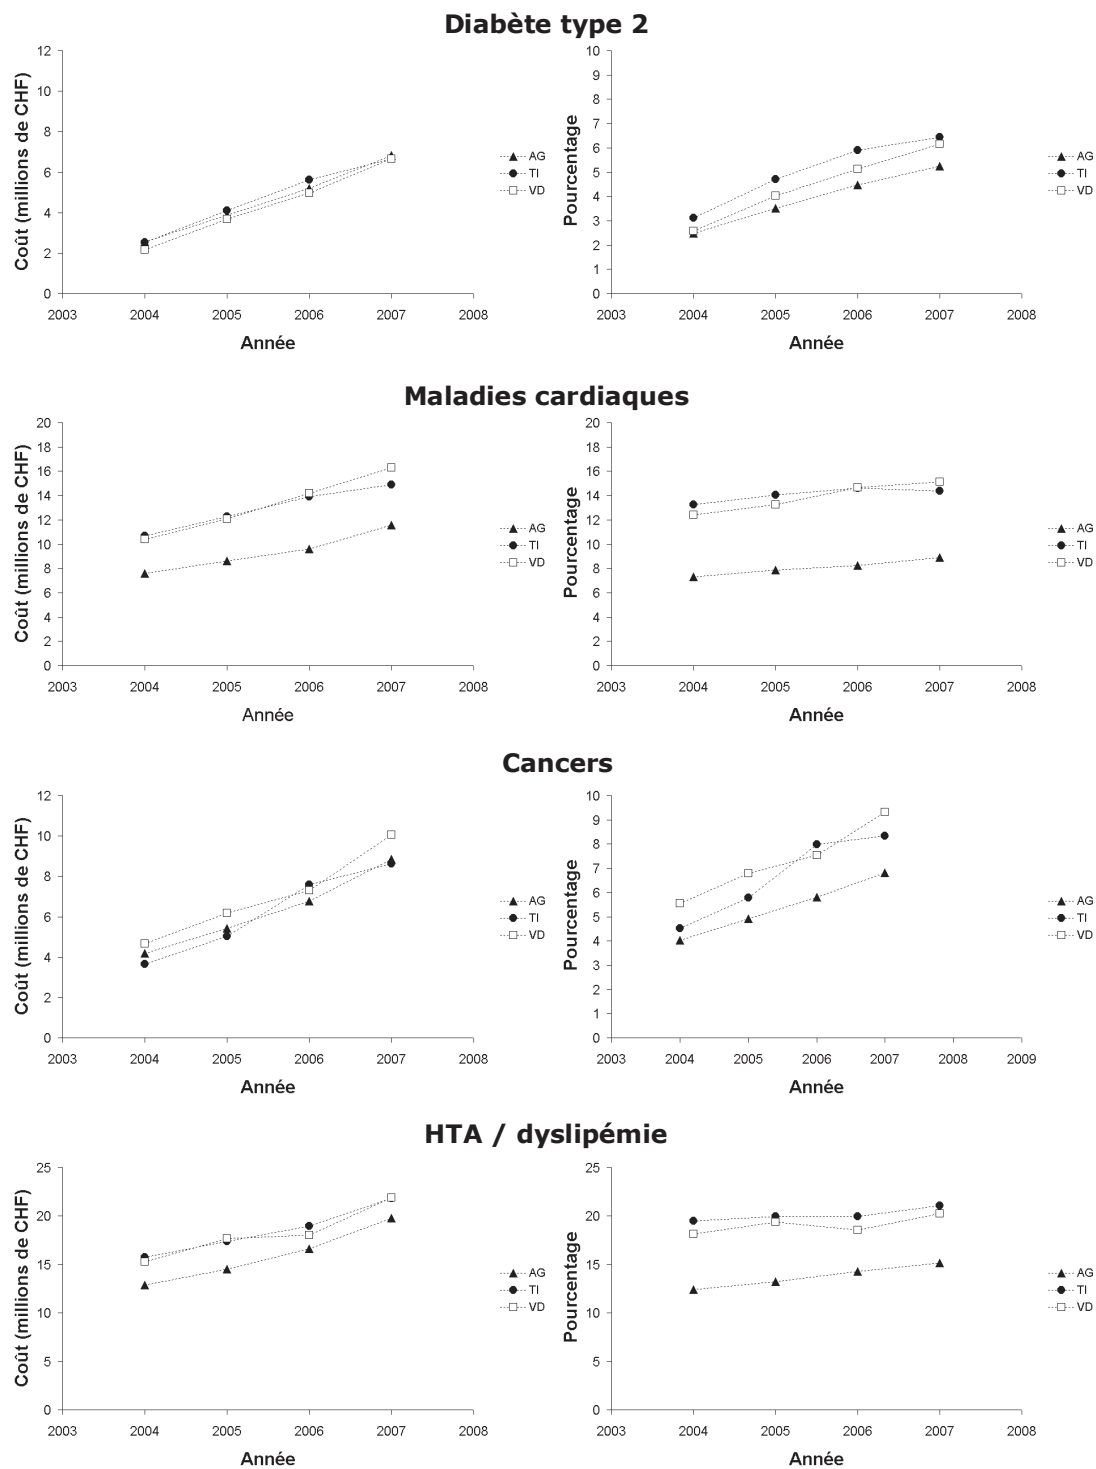 Diabète type 2
Coût (millions de CHF)
12
10
8
6
4
2
0
2003 2004 2005 2006 2007 2008
Année
AG
TI
VD
Pourcentage
10
9
8
7
6
5
4
3
2
1
0
2003 2004 2005 2006 2007 2008
Année
AG
TI
VD
Maladies cardiaques
Coût (millions de CHF)
20
18
16
14
12
10
8
6
4
2
0
2003 2004 2005 2006 2007 2008
Année
AG
TI
VD
Pourcentage
20
18
16
14
12
10
8
6
4
2
0
2003 2004 2005 2006 2007 2008
Année
AG
TI
VD
Cancers
Coût (millions de CHF)
12
10
8
6
4
2
0
2003 2004 2005 2006 2007 2008
Année
AG
TI
VD
Pourcentage
10
9
8
7
6
5
4
3
2
1
0
2003 2004 2005 2006 2007 2008 2009
Année
AG
TI
VD
HTA / dyslipémie
Coût (millions de CHF)
25
20
15
10
5
0
2003 2004 2005 2006 2007 2008
Année
AG
TI
VD
Pourcentage
25
20
15
10
5
0
2003 2004 2005 2006 2007 2008
Année
AG
TI
VD